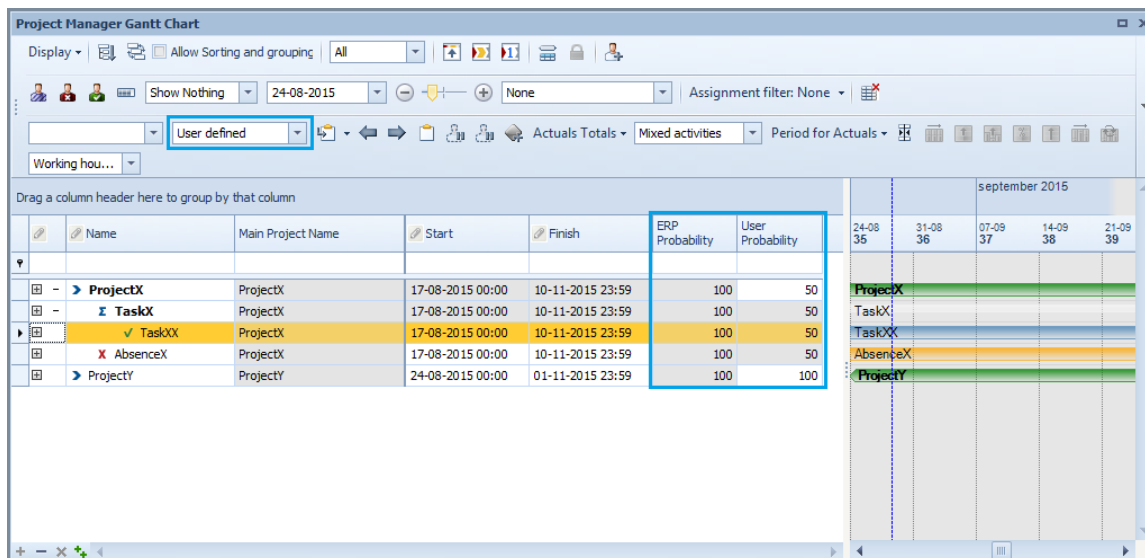 Project Manager Gantt Chart
Display Allow Sorting and grouping All
Show Nothing 24-08-2015 None Assignment filter: None
User defined Actuals Totals Mixed activities Period for Actuals
Working hou...
Drag a column header here to group by that column
september 2015
Name Main Project Name Start Finish ERP Probability User Probability
24-08 31-08 07-09 14-09 21-09
35 36 37 38 39
ProjectX ProjectX 17-08-2015 00:00 10-11-2015 23:59 100 50 ProjectX
Σ TaskX ProjectX 17-08-2015 00:00 10-11-2015 23:59 100 50 TaskX
TaskXX ProjectX 17-08-2015 00:00 10-11-2015 23:59 100 50 TaskXX
X AbsenceX ProjectX 17-08-2015 00:00 10-11-2015 23:59 100 50 AbsenceX
ProjectY ProjectY 24-08-2015 00:00 01-11-2015 23:59 100 100 ProjectY